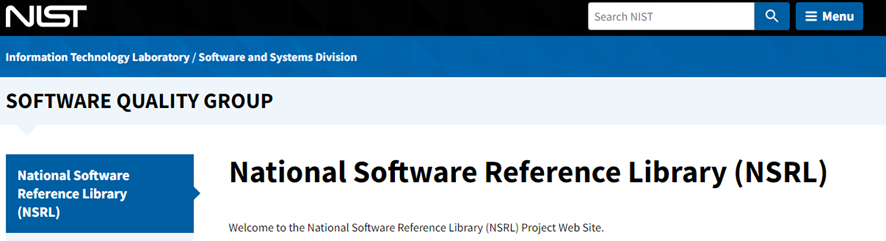 NIST
Search NIST
Menu
Information Technology Laboratory / Software and Systems Division
SOFTWARE QUALITY GROUP
National Software
Reference Library
(NSRL)
National Software Reference Library (NSRL)
Welcome to the National Software Reference Library (NSRL) Project Web Site.